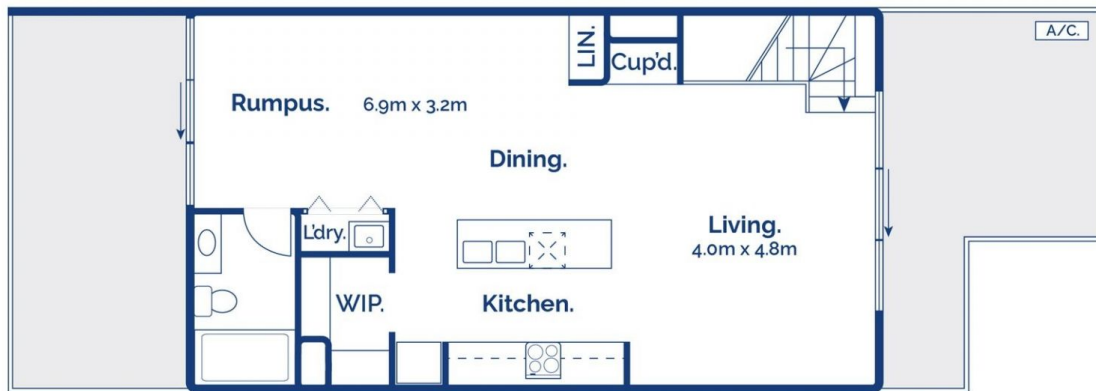 A/C.
LIN.
Cup'd.
Rumpus. 6.9m x 3.2m
Dining.
L'dry.
Living.
4.0m x 4.8m
WIP.
Kitchen.